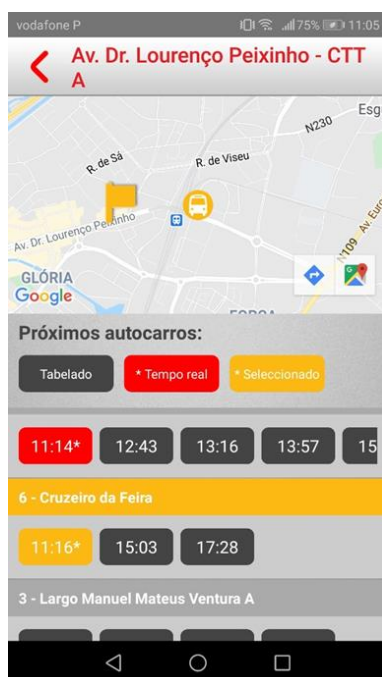 vodafone P 75% 11:05
Av. Dr. Lourenço Peixinho - CTT
A
Esg
N230
R. de Sá
R. de Viseu
Av. Dr. Lourenço Peixinho
N109
GLÓRIA
Google
Próximos autocarros:
Tabelado * Tempo real * Seleccionado
11:14* 12:43 13:16 13:57 15
6 - Cruzeiro da Feira
11:16* 15:03 17:28
3 - Largo Manuel Mateus Ventura A